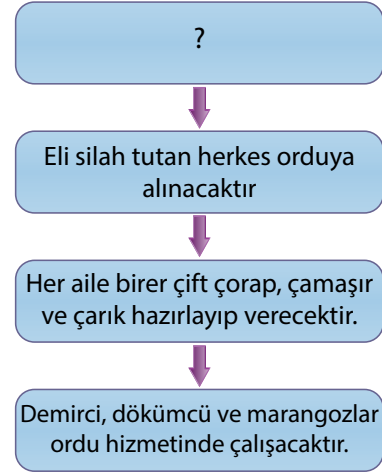 ?
Eli silah tutan herkes orduya
alınacaktır
Her aile birer çift çorap, çamaşır
ve çarık hazırlayıp verecektir.
Demirci, dökümcü ve marangozlar
ordu hizmetinde çalışacaktır.